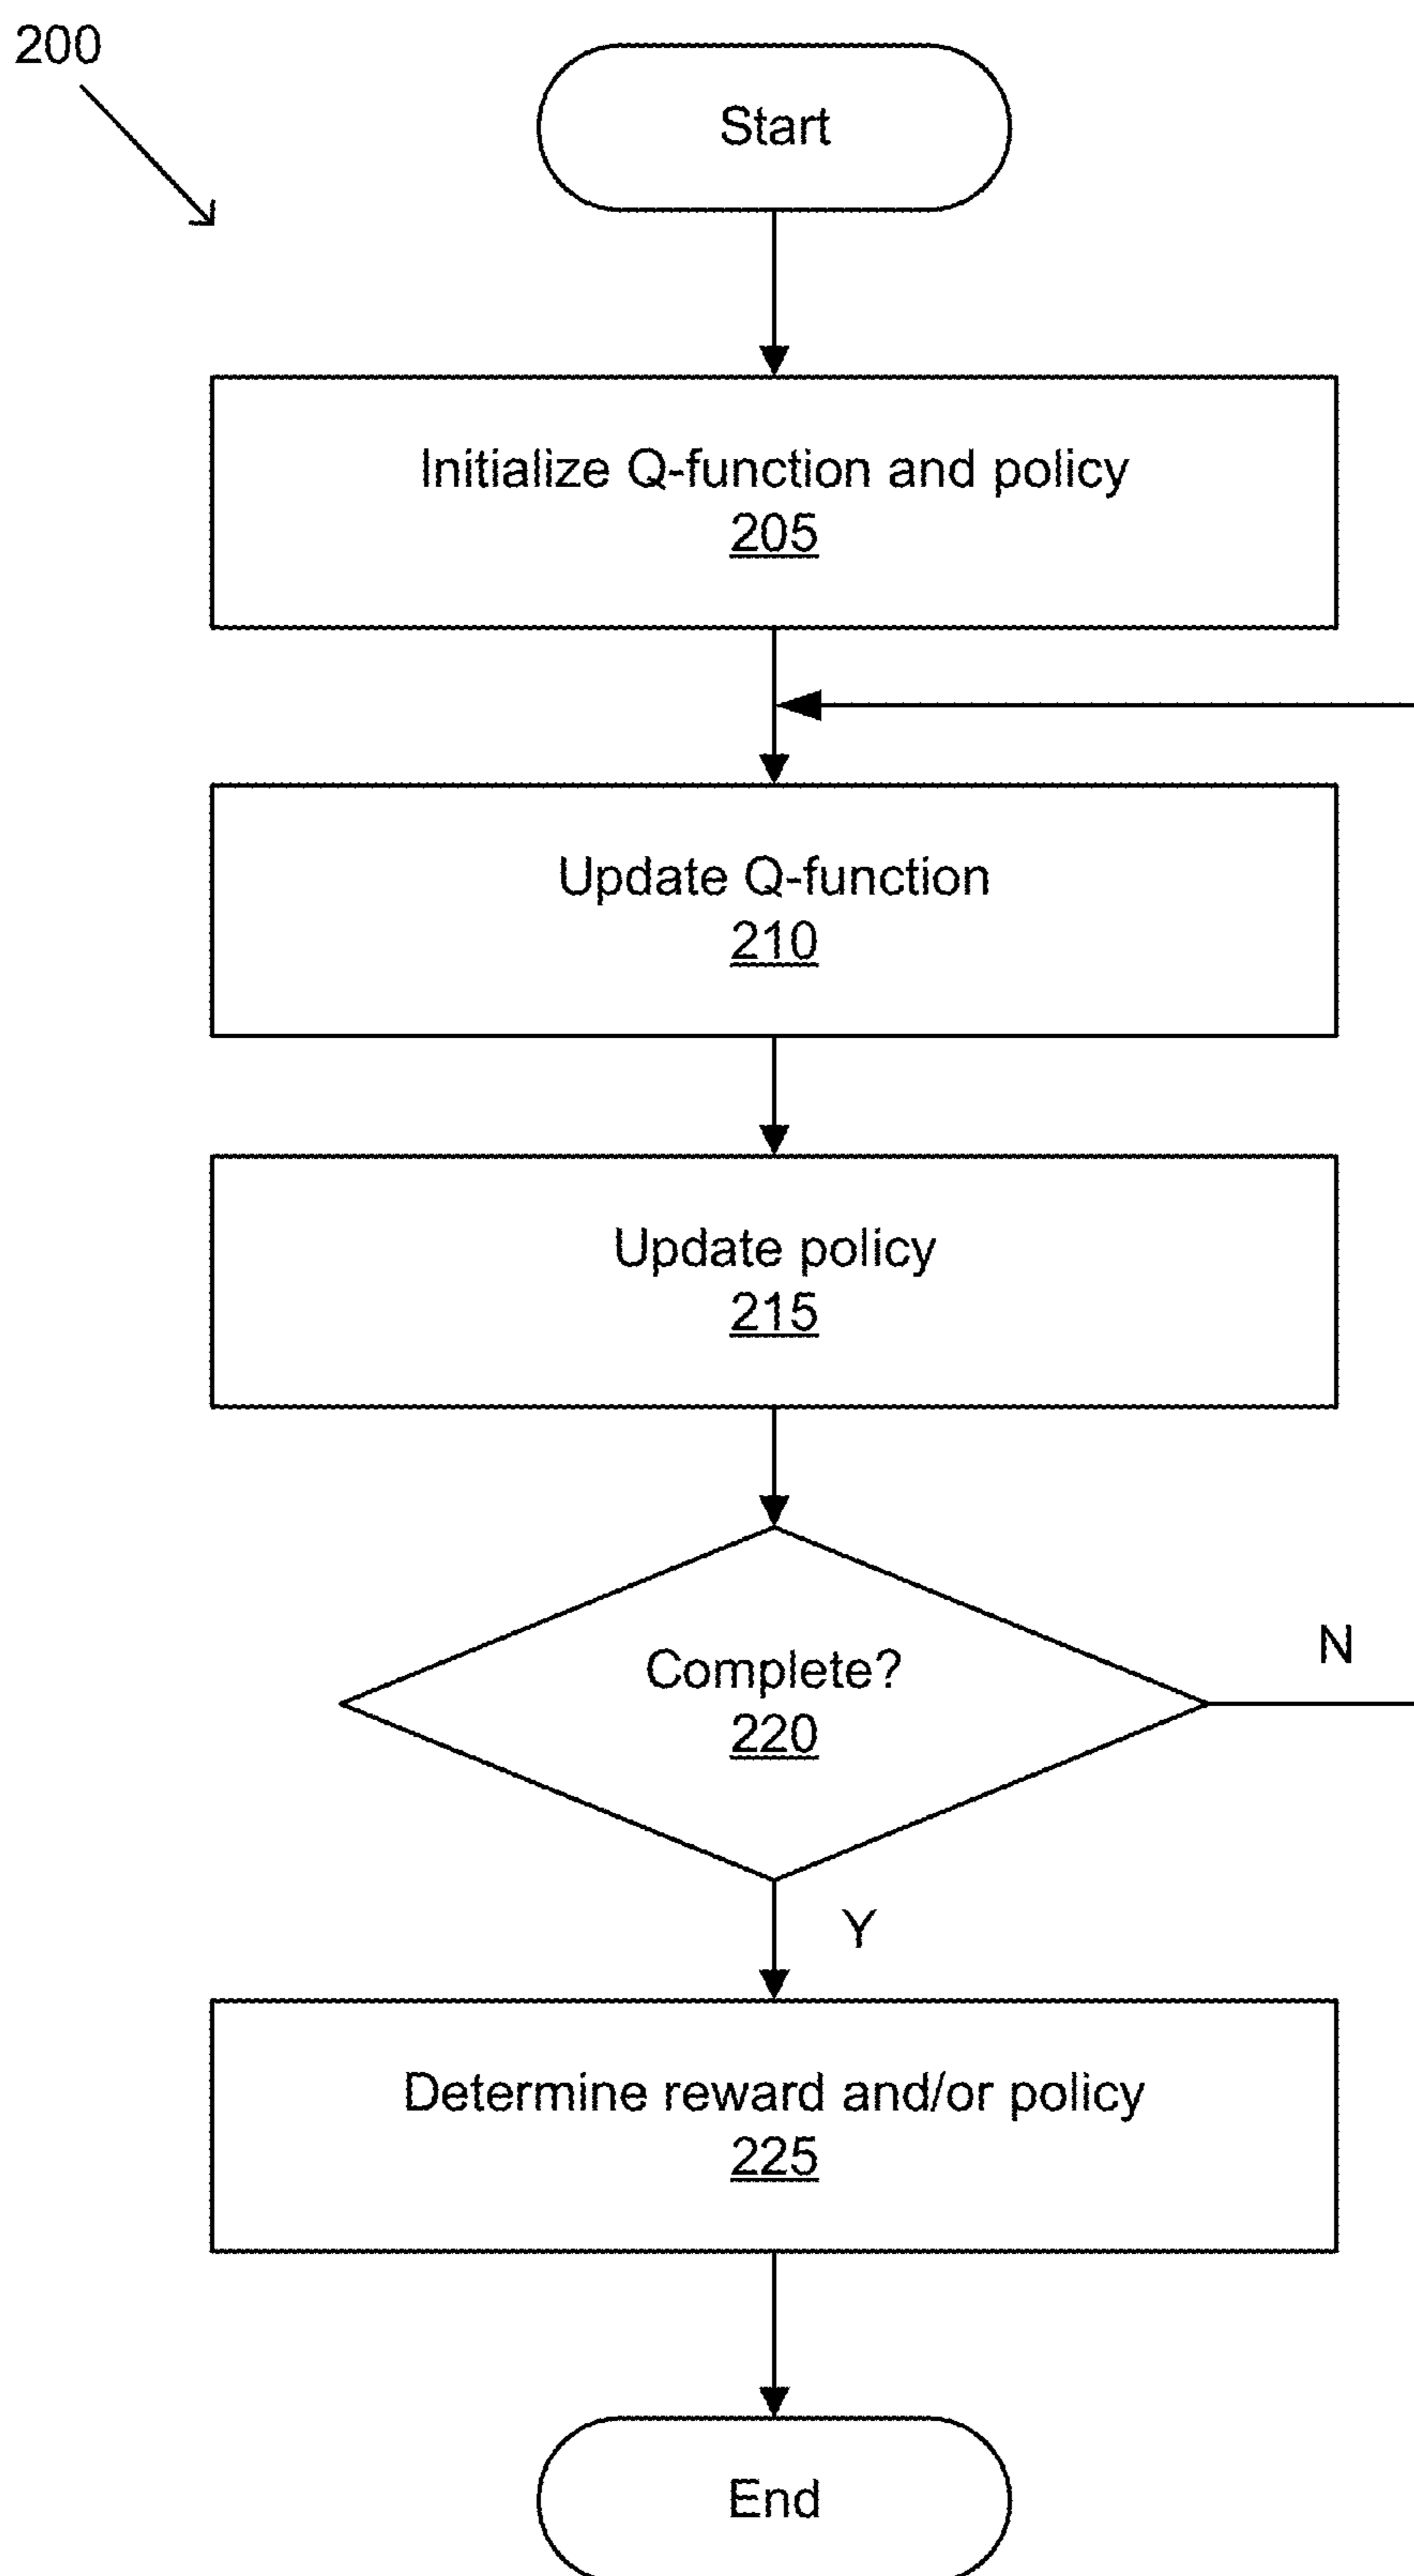 200
Start
Initialize Q-function and policy
205
Update Q-function
210
Update policy
215
Complete?
220
N
Y
Determine reward and/or policy
225
End